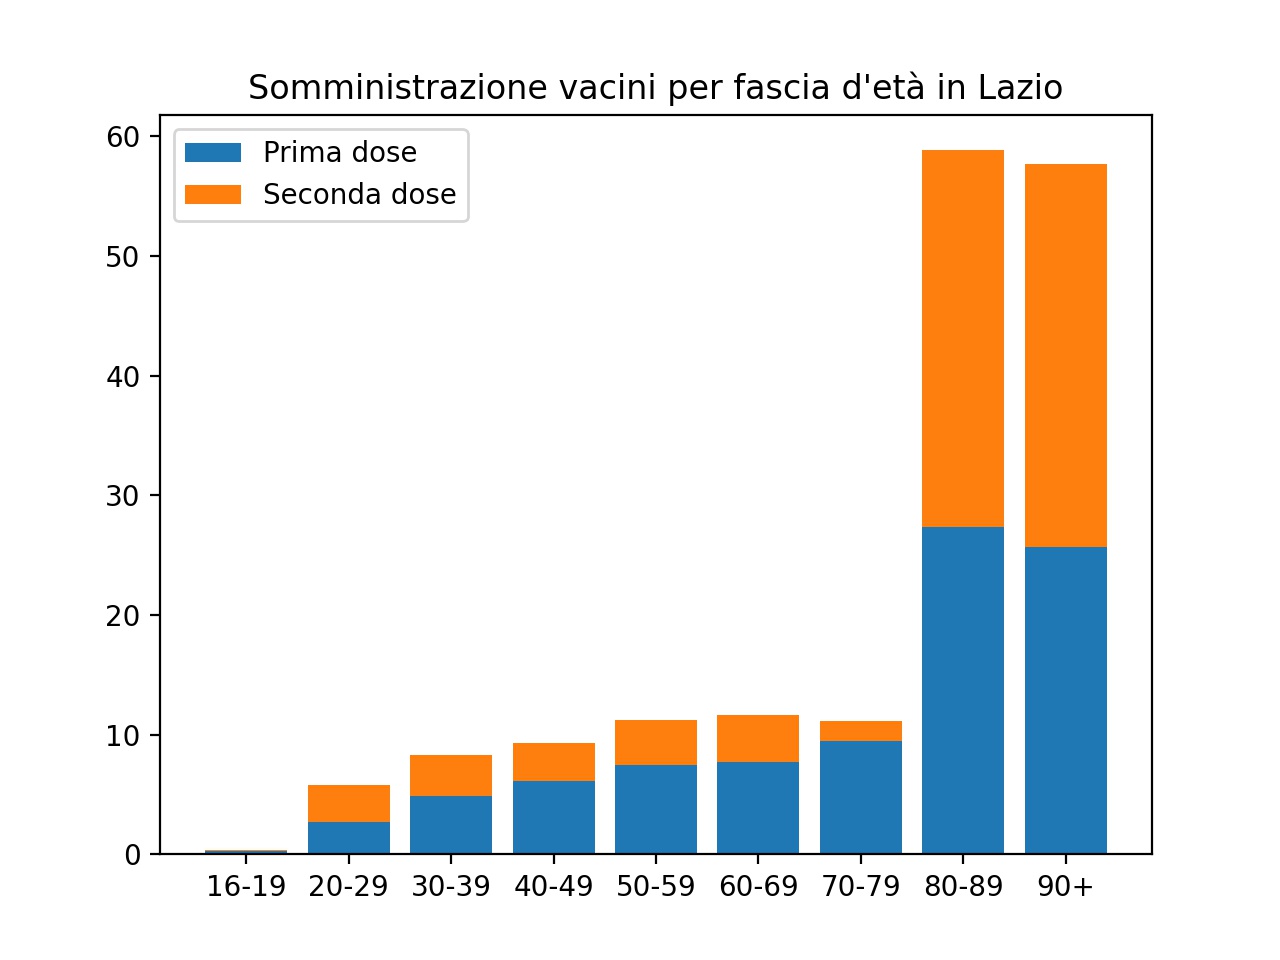 Somministrazione vacini per fascia d'età in Lazio
Prima dose
Seconda dose
60
50
40
30
20
10
0
16-19 20-29 30-39 40-49 50-59 60-69 70-79 80-89 90+